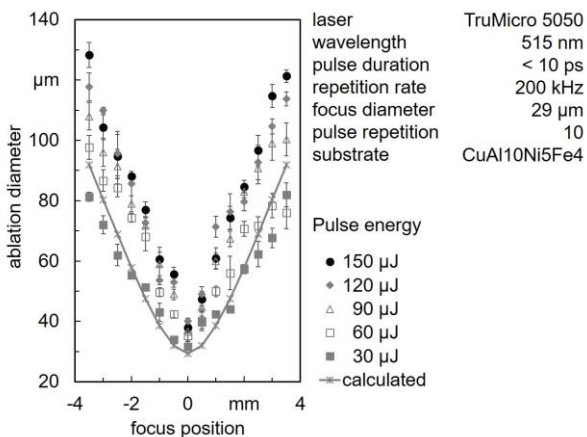 140
µm
100
80
60
40
20
ablation diameter
-4 -2 0 mm 4
focus position
laser TruMicro 5050
wavelength 515 nm
pulse duration < 10 ps
repetition rate 200 kHz
focus diameter 29 µm
pulse repetition 10
substrate CuAl10Ni5Fe4
Pulse energy
150 µJ
120 µJ
90 µJ
60 µJ
30 µJ
calculated